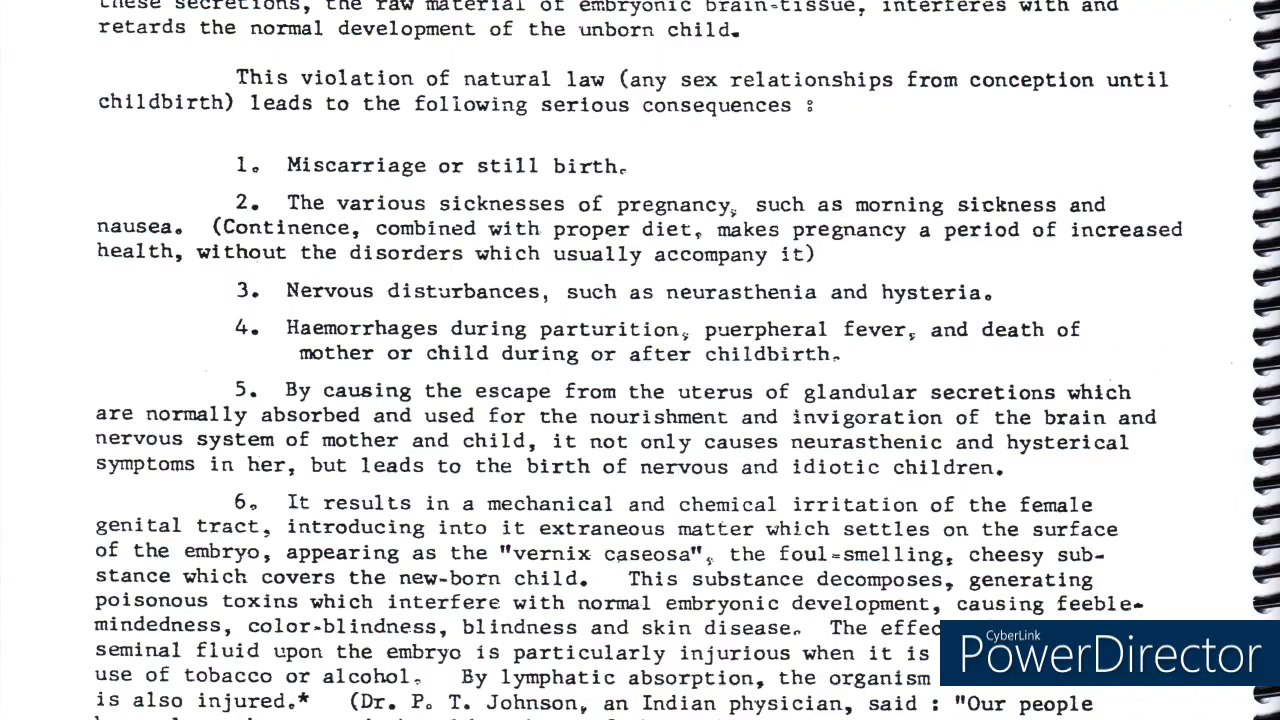 these secretions, the raw material of embryonic brain-tissue, interferes with and
retards the normal development of the unborn child.
This violation of natural law (any sex relationships from conception until
childbirth) leads to the following serious consequences :
1. Miscarriage or still birth.
2. The various sicknesses of pregnancy, such as morning sickness and
nausea. (Continence, combined with proper diet, makes pregnancy a period of increased
health, without the disorders which usually accompany it)
3. Nervous disturbances, such as neurasthenia and hysteria.
4. Haemorrhages during parturition, puerpheral fever, and death of
mother or child during or after childbirth.
5. By causing the escape from the uterus of glandular secretions which
are normally absorbed and used for the nourishment and invigoration of the brain and
nervous system of mother and child, it not only causes neurasthenic and hysterical
symptoms in her, but leads to the birth of nervous and idiotic children.
6. It results in a mechanical and chemical irritation of the female
genital tract, introducing into it extraneous matter which settles on the surface
of the embryo, appearing as the "vernix caseosa", the foul-smelling, cheesy sub-
stance which covers the new-born child. This substance decomposes, generating
poisonous toxins which interfere with normal embryonic development, causing feeble-
mindedness, color-blindness, blindness and skin disease. The effec
seminal fluid upon the embryo is particularly injurious when it is
use of tobacco or alcohol. By lymphatic absorption, the organism
is also injured.* (Dr. P. T. Johnson, an Indian physician, said : "Our people
CyberLink
PowerDirector